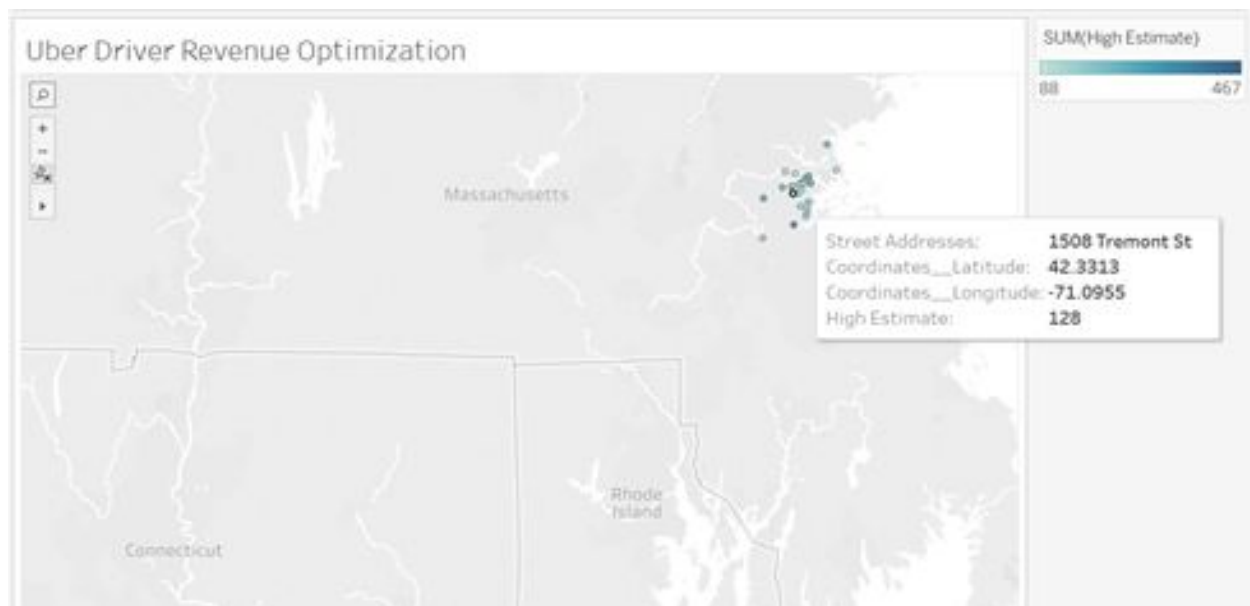 Uber Driver Revenue Optimization
SUM(High Estimate)
88 467
Massachusetts
Street Addresses: 1508 Tremont St
Coordinates__Latitude: 42.3313
Coordinates__Longitude: -71.0955
High Estimate: 128
Rhode
Island
Connecticut